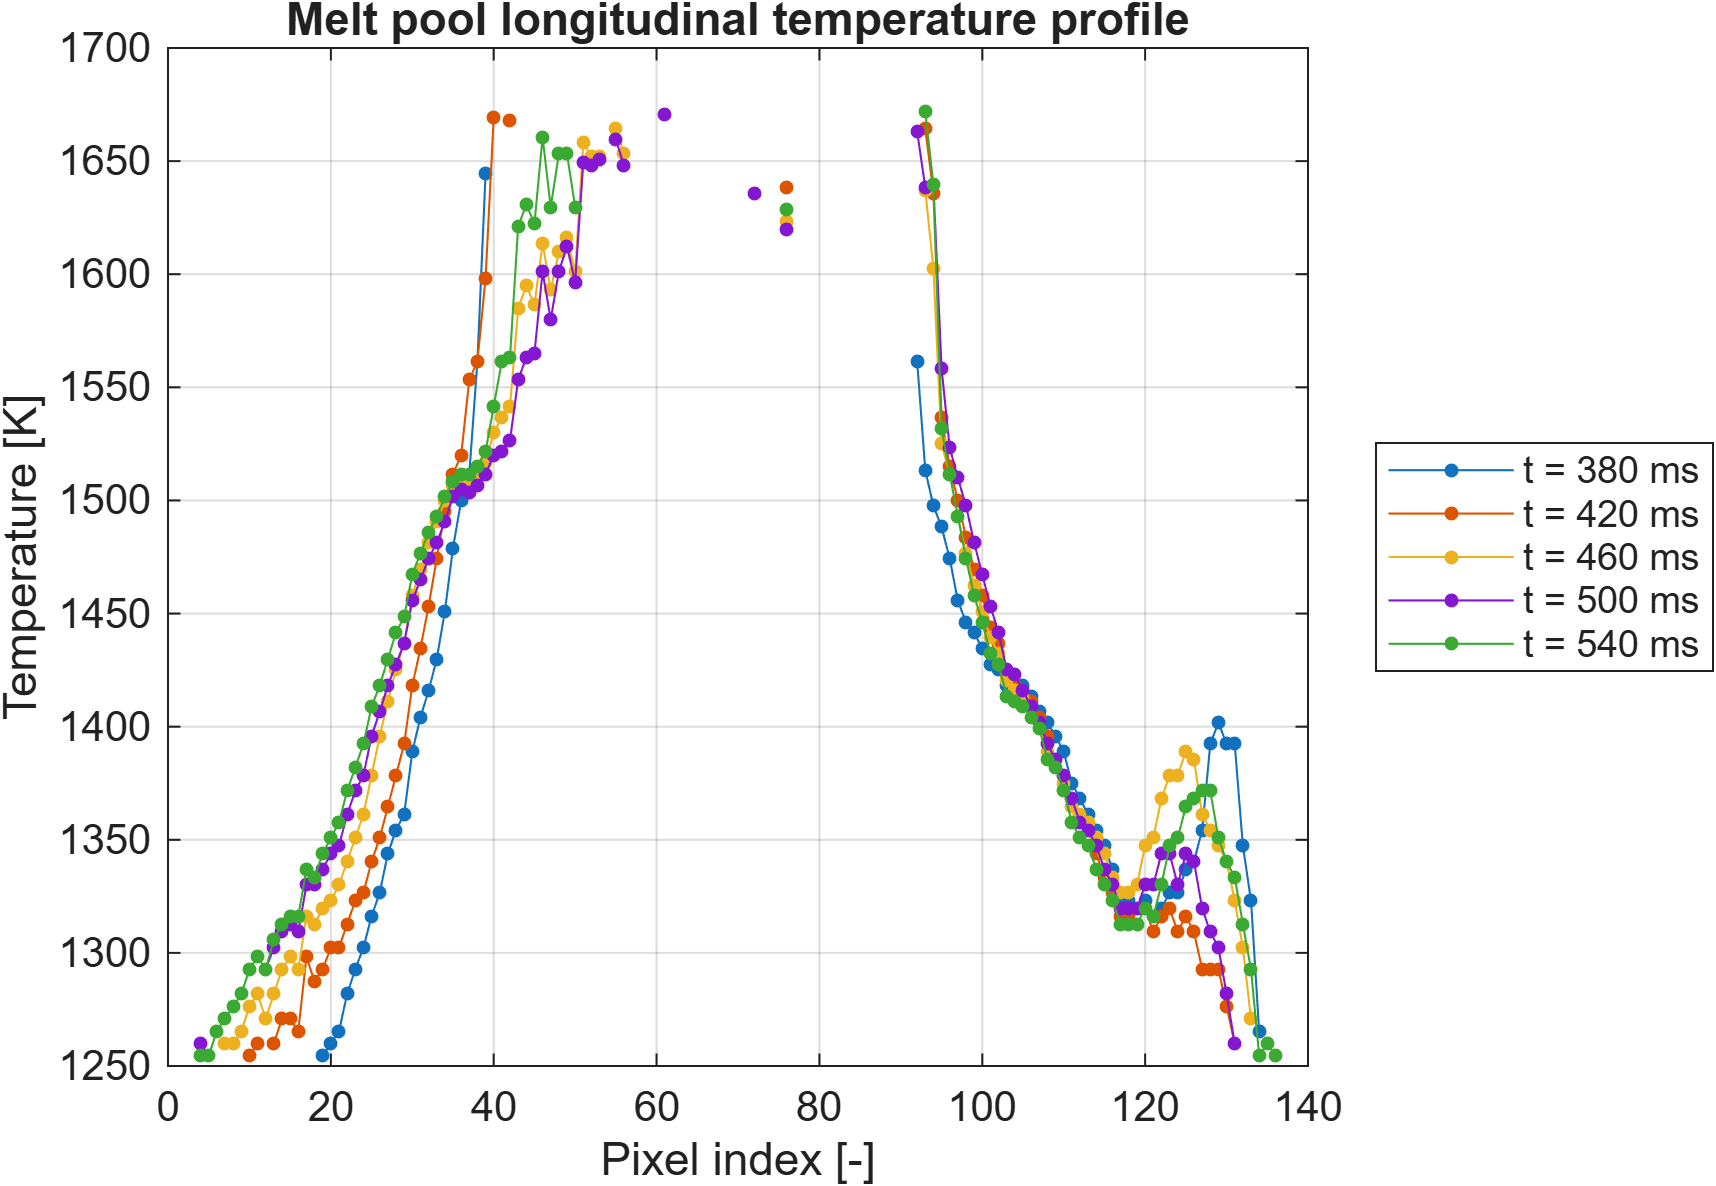 Melt pool longitudinal temperature profile
1700
1650
1600
1550
1500
1450
1400
1350
1300
1250
Temperature [K]
0 20 40 60 80 100 120 140
Pixel index [-]
t = 380 ms
t = 420 ms
t = 460 ms
t = 500 ms
t = 540 ms